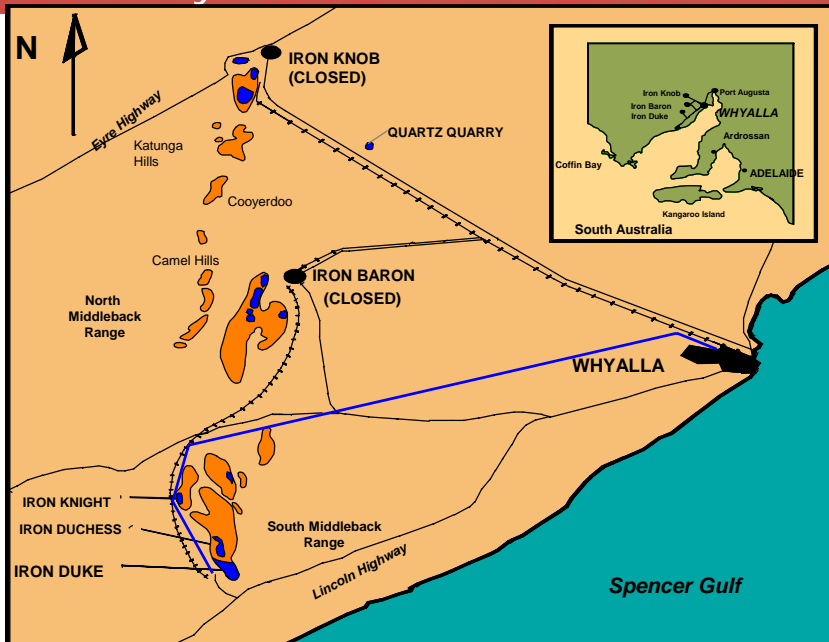 N
IRON KNOB
(CLOSED)
Eyre Highway
Katunga
Hills
QUARTZ QUARRY
Cooyerdoo
Camel Hills
IRON BARON
(CLOSED)
North
Middleback
Range
WHYALLA
IRON KNIGHT
IRON DUCHESS
IRON DUKE
South Middleback
Range
Lincoln Highway
Spencer Gulf
Iron Knob
Port Augusta
Iron Baron
WHYALLA
Iron Duke
Ardrossan
Coffin Bay
ADELAIDE
Kangaroo Island
South Australia